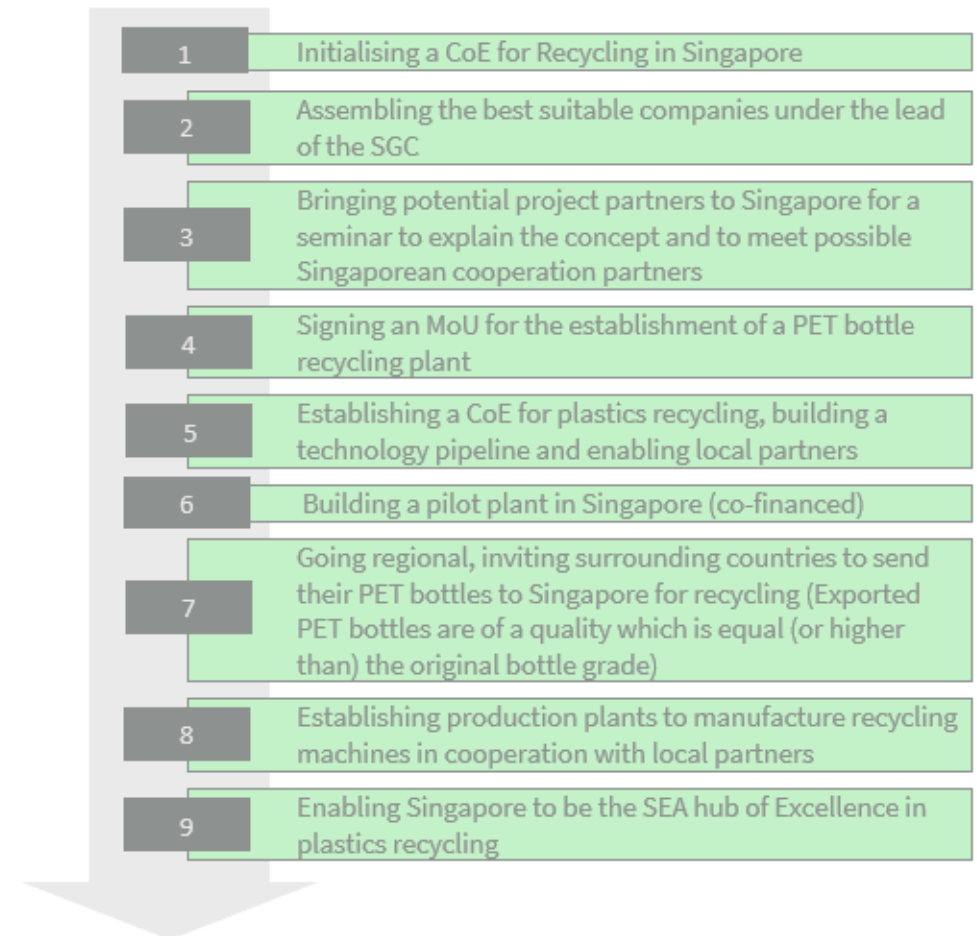 1
Initialising a CoE for Recycling in Singapore
2
Assembling the best suitable companies under the lead
of the SGC
3
Bringing potential project partners to Singapore for a
seminar to explain the concept and to meet possible
Singaporean cooperation partners
4
Signing an MoU for the establishment of a PET bottle
recycling plant
5
Establishing a CoE for plastics recycling, building a
technology pipeline and enabling local partners
6
Building a pilot plant in Singapore (co-financed)
7
Going regional, inviting surrounding countries to send
their PET bottles to Singapore for recycling (Exported
PET bottles are of a quality which is equal (or higher
than) the original bottle grade)
8
Establishing production plants to manufacture recycling
machines in cooperation with local partners
9
Enabling Singapore to be the SEA hub of Excellence in
plastics recycling